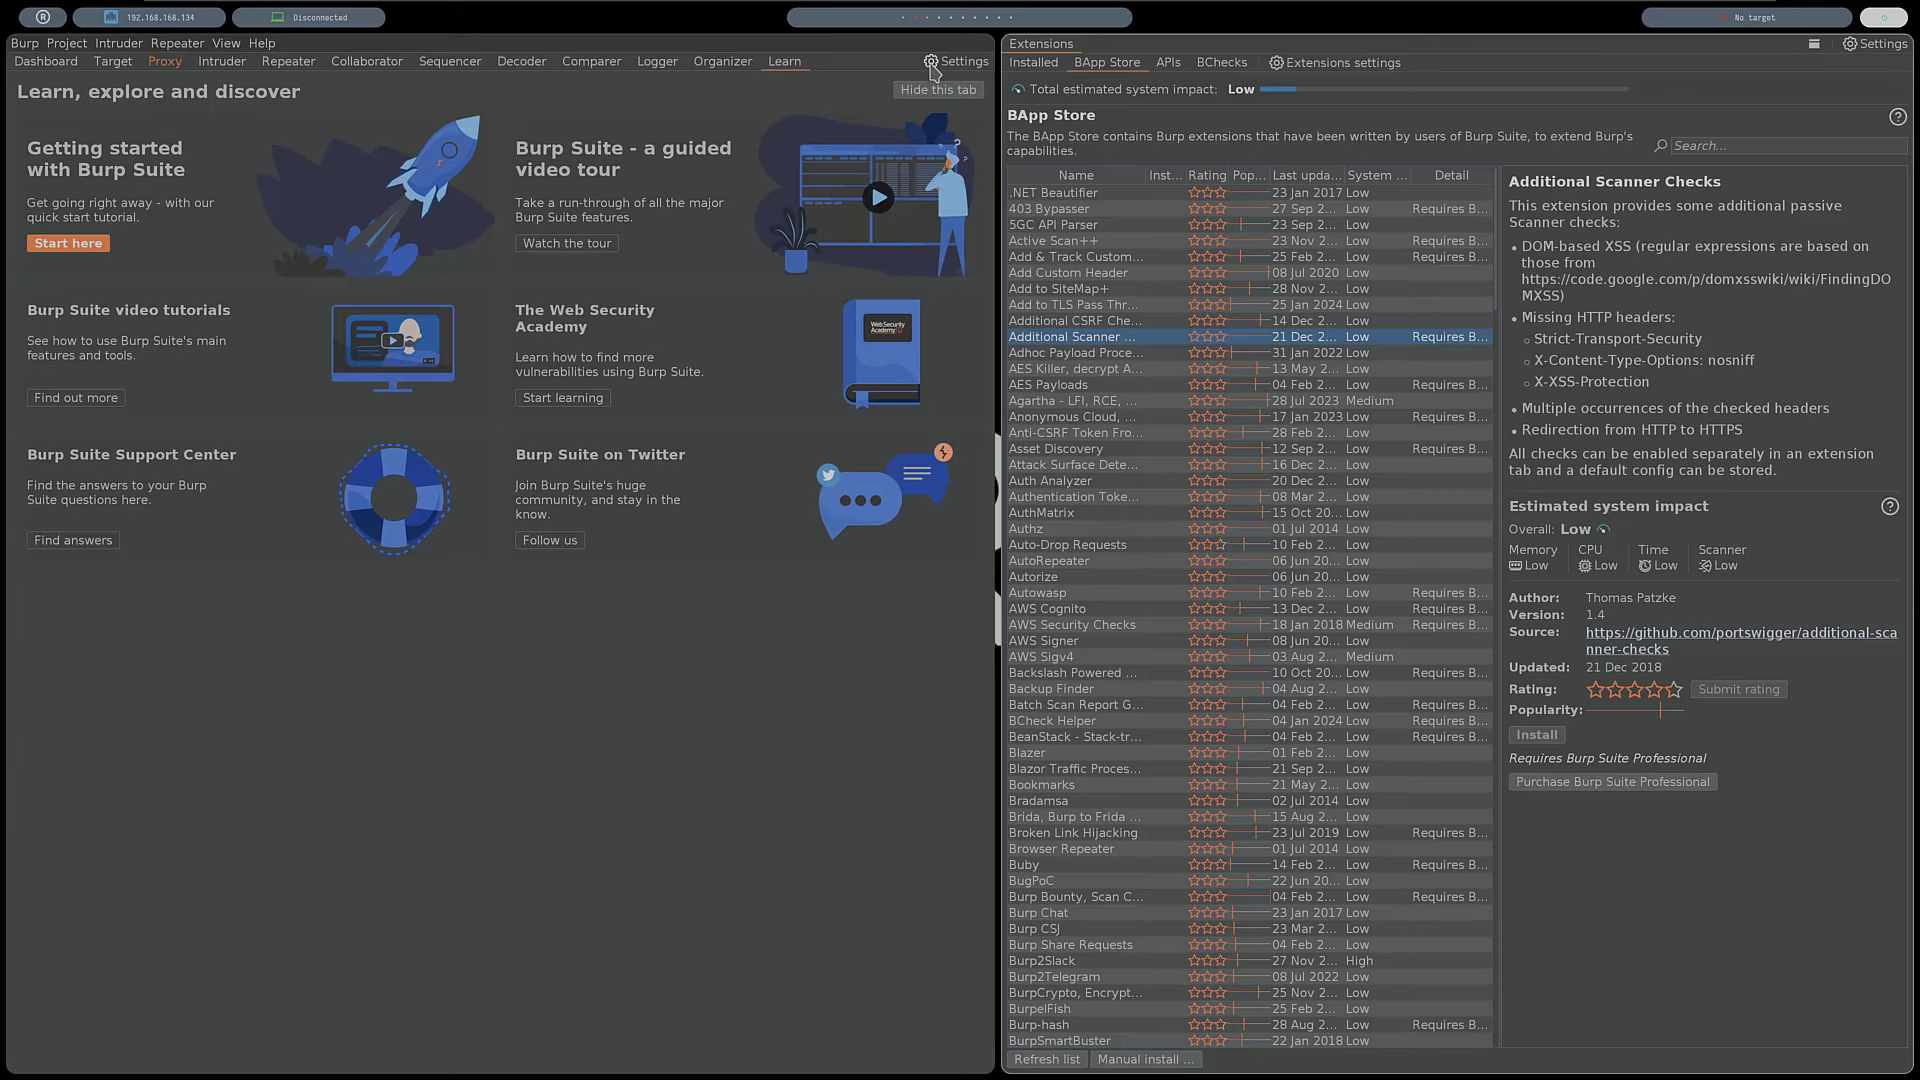 192.168.168.134
Disconnected
No target
Burp Project Intruder Repeater View Help
Dashboard Target Proxy Intruder Repeater Collaborator Sequencer Decoder Comparer Logger Organizer Learn Settings
Learn, explore and discover
Hide this tab
Getting started
with Burp Suite
Get going right away - with our
quick start tutorial.
Start here
Burp Suite - a guided
video tour
Take a run-through of all the major
Burp Suite features.
Watch the tour
Burp Suite video tutorials
See how to use Burp Suite's main
features and tools.
Find out more
The Web Security
Academy
Learn how to find more
vulnerabilities using Burp Suite.
Start learning
WebSecurity
Academy
Burp Suite Support Center
Find the answers to your Burp
Suite questions here.
Find answers
Burp Suite on Twitter
Join Burp Suite's huge
community, and stay in the
know.
Follow us
Extensions
Settings
Installed BApp Store APIs BChecks Extensions settings
Total estimated system impact: Low
BApp Store
The BApp Store contains Burp extensions that have been written by users of Burp Suite, to extend Burp's
capabilities.
Search...
Name Inst... Rating Pop... Last upda... System ... Detail
.NET Beautifier 23 Jan 2017 Low
403 Bypasser 27 Sep 2... Low Requires B...
5GC API Parser 23 Sep 2... Low
Active Scan++ 23 Nov 2... Low Requires B...
Add & Track Custom... 25 Feb 2... Low Requires B...
Add Custom Header 08 Jul 2020 Low
Add to SiteMap+ 28 Nov 2... Low
Add to TLS Pass Thr... 25 Jan 2024 Low
Additional CSRF Che... 14 Dec 2... Low
Additional Scanner ... 21 Dec 2... Low Requires B...
Adhoc Payload Proce... 31 Jan 2022 Low
AES Killer, decrypt A... 13 May 2... Low
AES Payloads 04 Feb 2... Low Requires B...
Agartha - LFI, RCE, ... 28 Jul 2023 Medium
Anonymous Cloud, ... 17 Jan 2023 Low Requires B...
Anti-CSRF Token Fro... 28 Feb 2... Low
Asset Discovery 12 Sep 2... Low Requires B...
Attack Surface Dete... 16 Dec 2... Low
Auth Analyzer 20 Dec 2... Low
Authentication Toke... 08 Mar 2... Low
AuthMatrix 15 Oct 20... Low
Authz 01 Jul 2014 Low
Auto-Drop Requests 10 Feb 2... Low
AutoRepeater 06 Jun 20... Low
Autorize 06 Jun 20... Low
Autowasp 10 Feb 2... Low Requires B...
AWS Cognito 13 Dec 2... Low Requires B...
AWS Security Checks 18 Jan 2018 Medium Requires B...
AWS Signer 08 Jun 20... Low
AWS Sigv4 03 Aug 2... Medium
Backslash Powered ... 10 Oct 20... Low Requires B...
Backup Finder 04 Aug 2... Low
Batch Scan Report G... 04 Feb 2... Low Requires B...
BCheck Helper 04 Jan 2024 Low Requires B...
BeanStack - Stack-tr... 04 Feb 2... Low Requires B...
Blazer 01 Feb 2... Low
Blazor Traffic Proces... 21 Sep 2... Low
Bookmarks 21 May 2... Low
Bradamsa 02 Jul 2014 Low
Brida, Burp to Frida ... 15 Aug 2... Low
Broken Link Hijacking 23 Jul 2019 Low Requires B...
Browser Repeater 01 Jul 2014 Low
Buby 14 Feb 2... Low Requires B...
BugPoC 22 Jun 20... Low
Burp Bounty, Scan C... 04 Feb 2... Low Requires B...
Burp Chat 23 Jan 2017 Low
Burp CSJ 23 Mar 2... Low
Burp Share Requests 04 Feb 2... Low
Burp2Slack 27 Nov 2... High
Burp2Telegram 08 Jul 2022 Low
BurpCrypto, Encrypt... 25 Nov 2... Low
BurpelFish 25 Feb 2... Low
Burp-hash 28 Aug 2... Low Requires B...
BurpSmartBuster 22 Jan 2018 Low
Refresh list Manual install ...
Additional Scanner Checks
This extension provides some additional passive
Scanner checks:
• DOM-based XSS (regular expressions are based on
those from
https://code.google.com/p/domxsswiki/wiki/FindingDO
MXSS)
• Missing HTTP headers:
◦ Strict-Transport-Security
◦ X-Content-Type-Options: nosniff
◦ X-XSS-Protection
• Multiple occurrences of the checked headers
• Redirection from HTTP to HTTPS
All checks can be enabled separately in an extension
tab and a default config can be stored.
Estimated system impact
Overall: Low
Memory CPU Time Scanner
Low Low Low Low
Author: Thomas Patzke
Version: 1.4
Source: https://github.com/portswigger/additional-sca
nner-checks
Updated: 21 Dec 2018
Rating: Submit rating
Popularity:
Install
Requires Burp Suite Professional
Purchase Burp Suite Professional